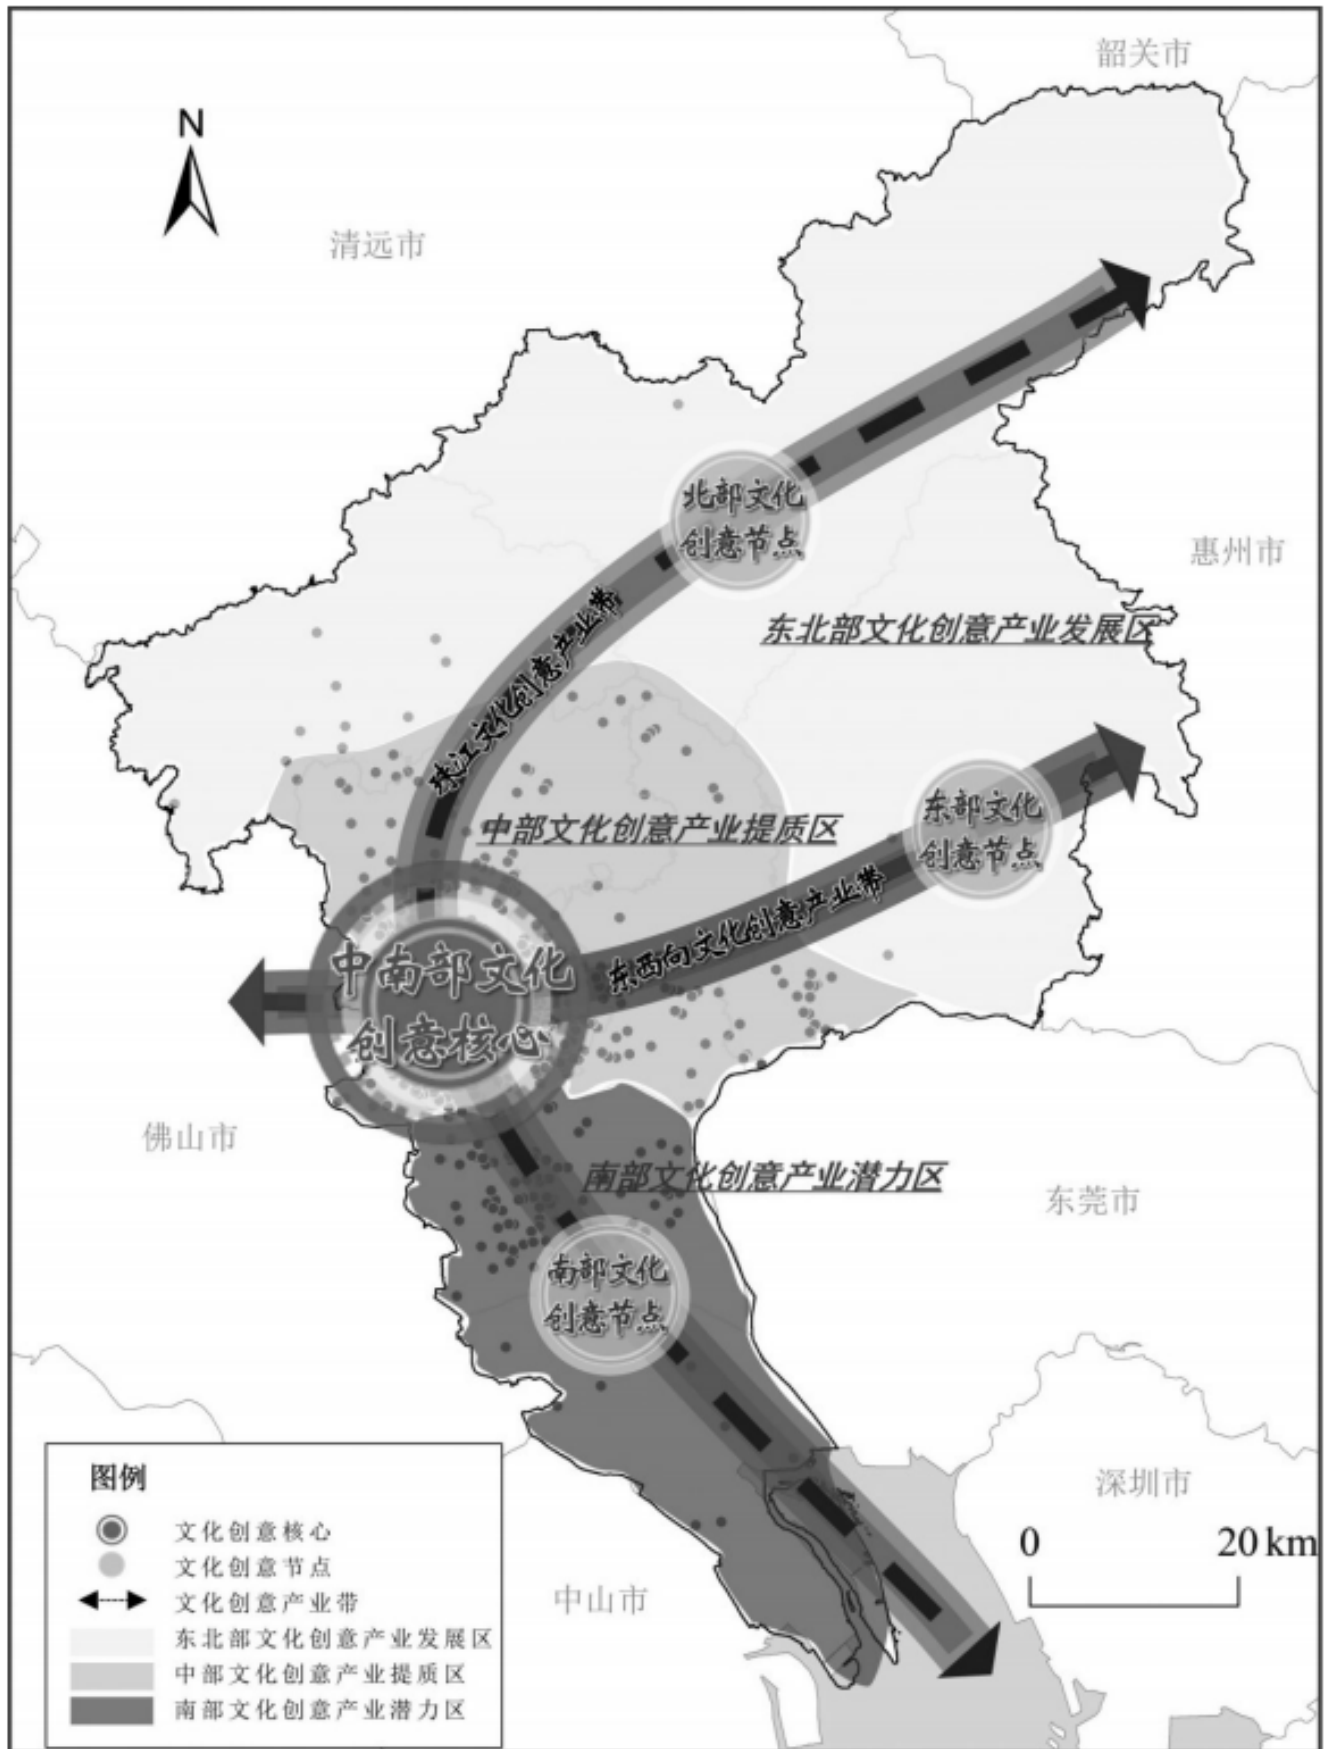 韶关市
N
清远市
北部文化
创意节点
惠州市
东北部文化创意产业发展区
珠江文化创意产业带
东部文化
创意节点
中部文化创意产业提质区
东西向文化创意产业带
中南部文化
创意核心
佛山市
南部文化创意产业潜力区
东莞市
南部文化
创意节点
深圳市
0 20 km
中山市
图例
文化创意核心
文化创意节点
文化创意产业带
东北部文化创意产业发展区
中部文化创意产业提质区
南部文化创意产业潜力区